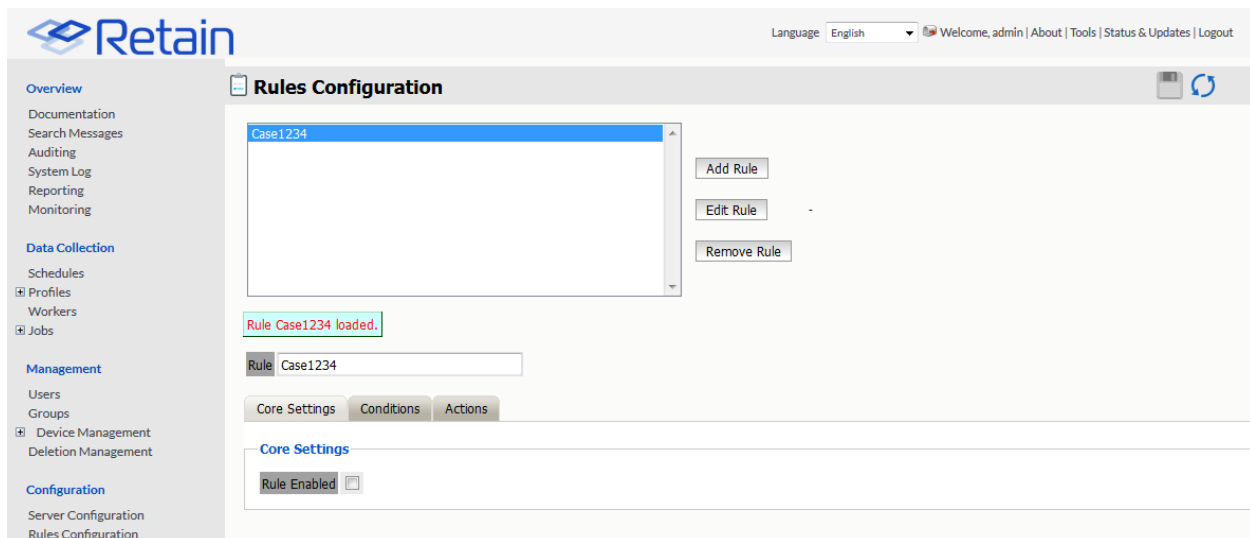 Retain
Language English Welcome, admin | About | Tools | Status & Updates | Logout
Overview
Documentation
Search Messages
Auditing
System Log
Reporting
Monitoring
Data Collection
Schedules
Profiles
Workers
Jobs
Management
Users
Groups
Device Management
Deletion Management
Configuration
Server Configuration
Rules Configuration
Rules Configuration
Case1234
Add Rule
Edit Rule -
Remove Rule
Rule Case1234 loaded.
Rule Case1234
Core Settings Conditions Actions
Core Settings
Rule Enabled